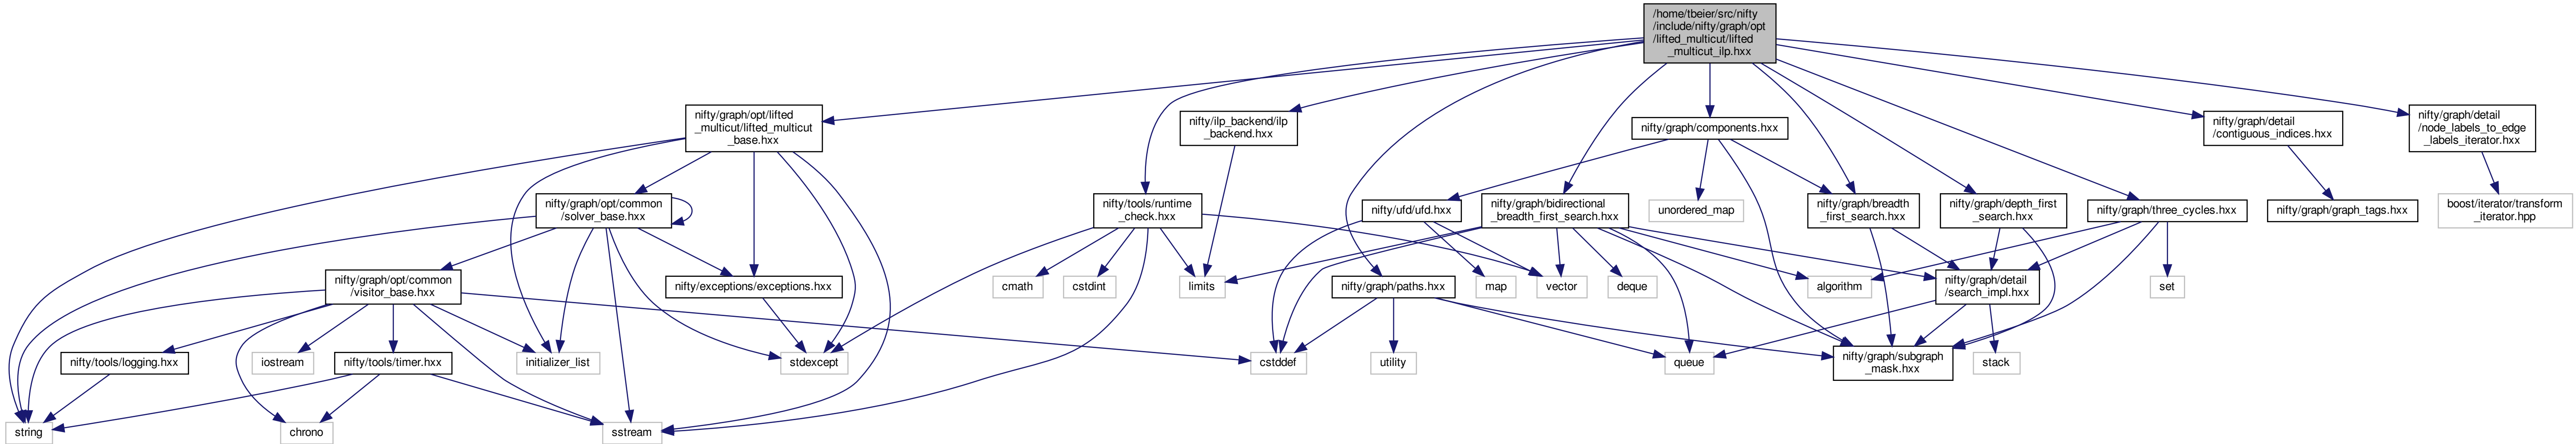 /home/tbeier/src/nifty
/include/nifty/graph/opt
/lifted_multicut/lifted
_multicut_ilp.hxx
nifty/graph/opt/lifted
_multicut/lifted_multicut
_base.hxx
nifty/ilp_backend/ilp
_backend.hxx
nifty/graph/components.hxx
nifty/graph/detail
/contiguous_indices.hxx
nifty/graph/detail
/node_labels_to_edge
_labels_iterator.hxx
nifty/graph/opt/common
/solver_base.hxx
nifty/tools/runtime
_check.hxx
nifty/ufd/ufd.hxx
nifty/graph/bidirectional
_breadth_first_search.hxx
unordered_map
nifty/graph/breadth
_first_search.hxx
nifty/graph/depth_first
_search.hxx
nifty/graph/three_cycles.hxx
nifty/graph/graph_tags.hxx
boost/iterator/transform
_iterator.hpp
nifty/graph/opt/common
/visitor_base.hxx
nifty/exceptions/exceptions.hxx
cmath
cstdint
limits
nifty/graph/paths.hxx
map
vector
deque
algorithm
nifty/graph/detail
/search_impl.hxx
set
nifty/tools/logging.hxx
iostream
nifty/tools/timer.hxx
initializer_list
stdexcept
cstddef
utility
queue
nifty/graph/subgraph
_mask.hxx
stack
string
chrono
sstream